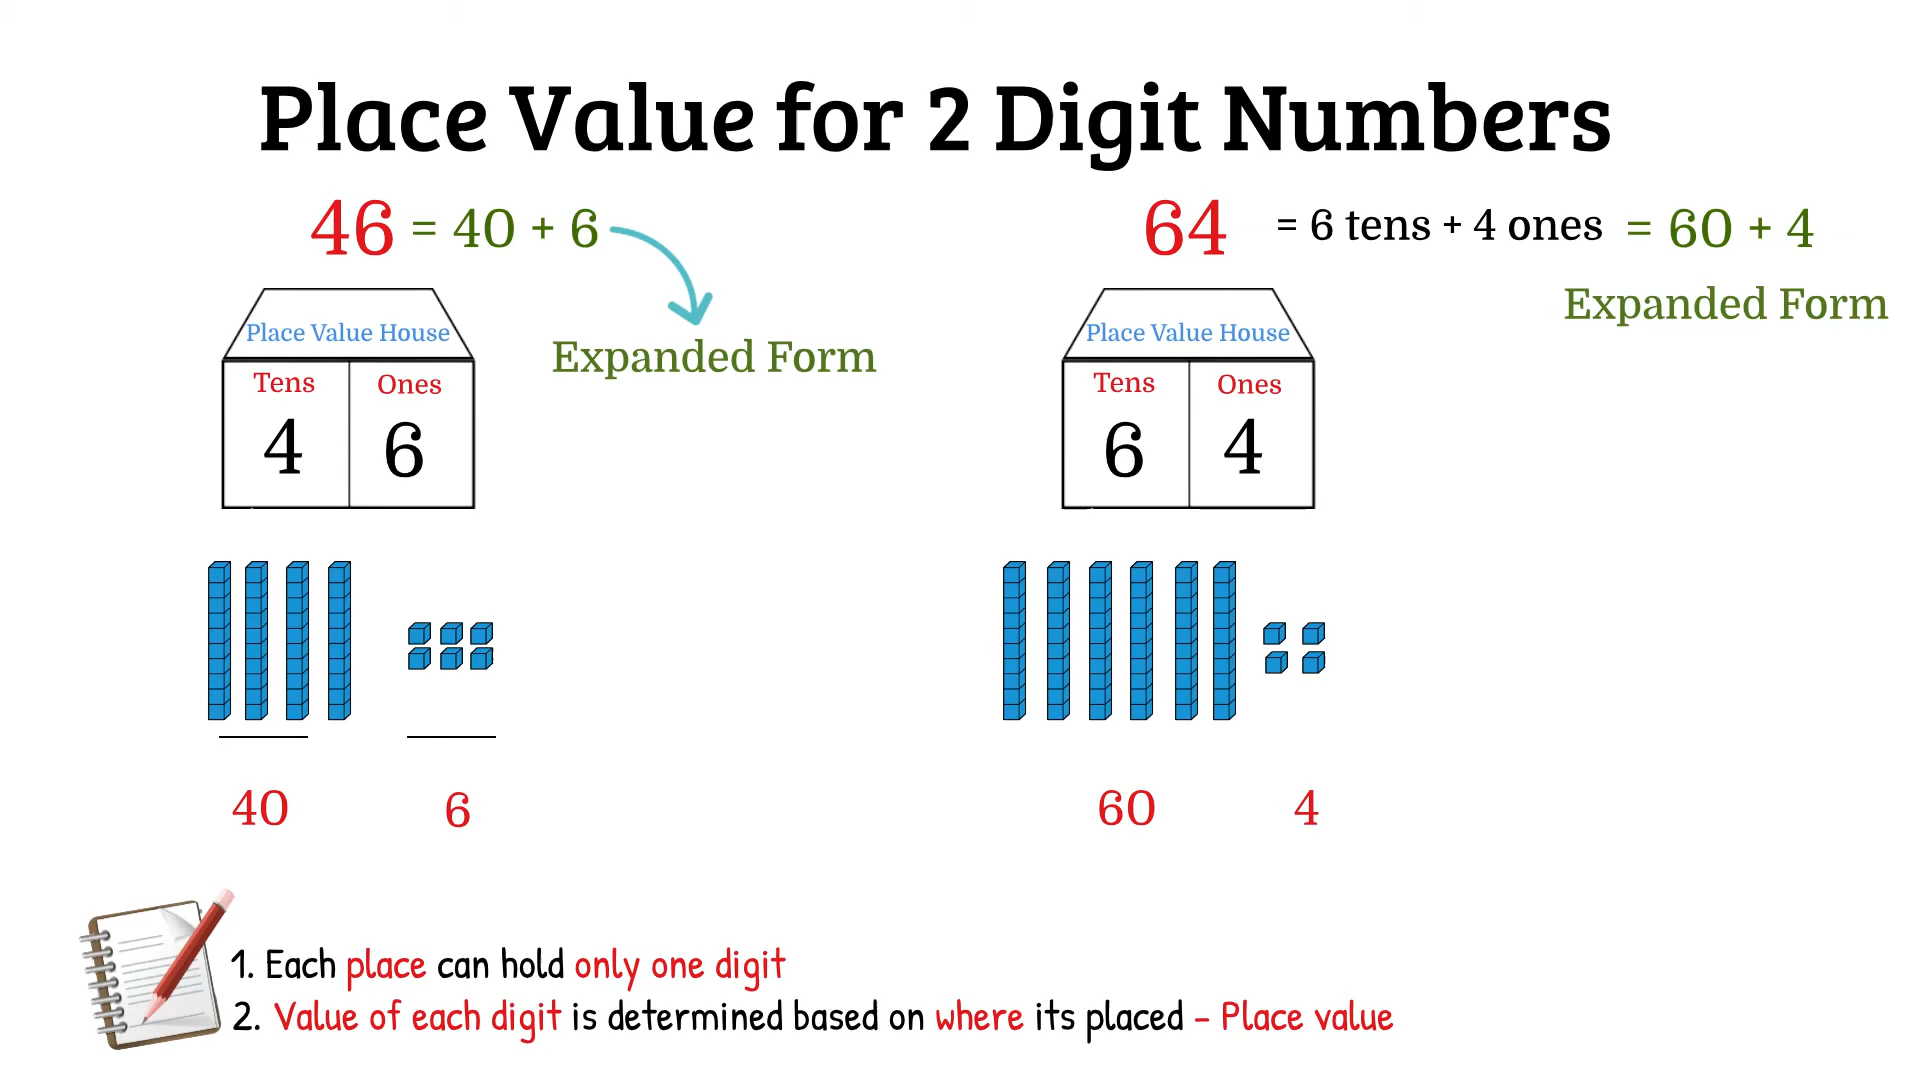 Place Value for 2 Digit Numbers
46 = 40 + 6
Expanded Form
Place Value House
Tens Ones
4 6
40 6
64 = 6 tens + 4 ones = 60 + 4
Expanded Form
Place Value House
Tens Ones
6 4
60 4
1. Each place can hold only one digit
2. Value of each digit is determined based on where its placed - Place value